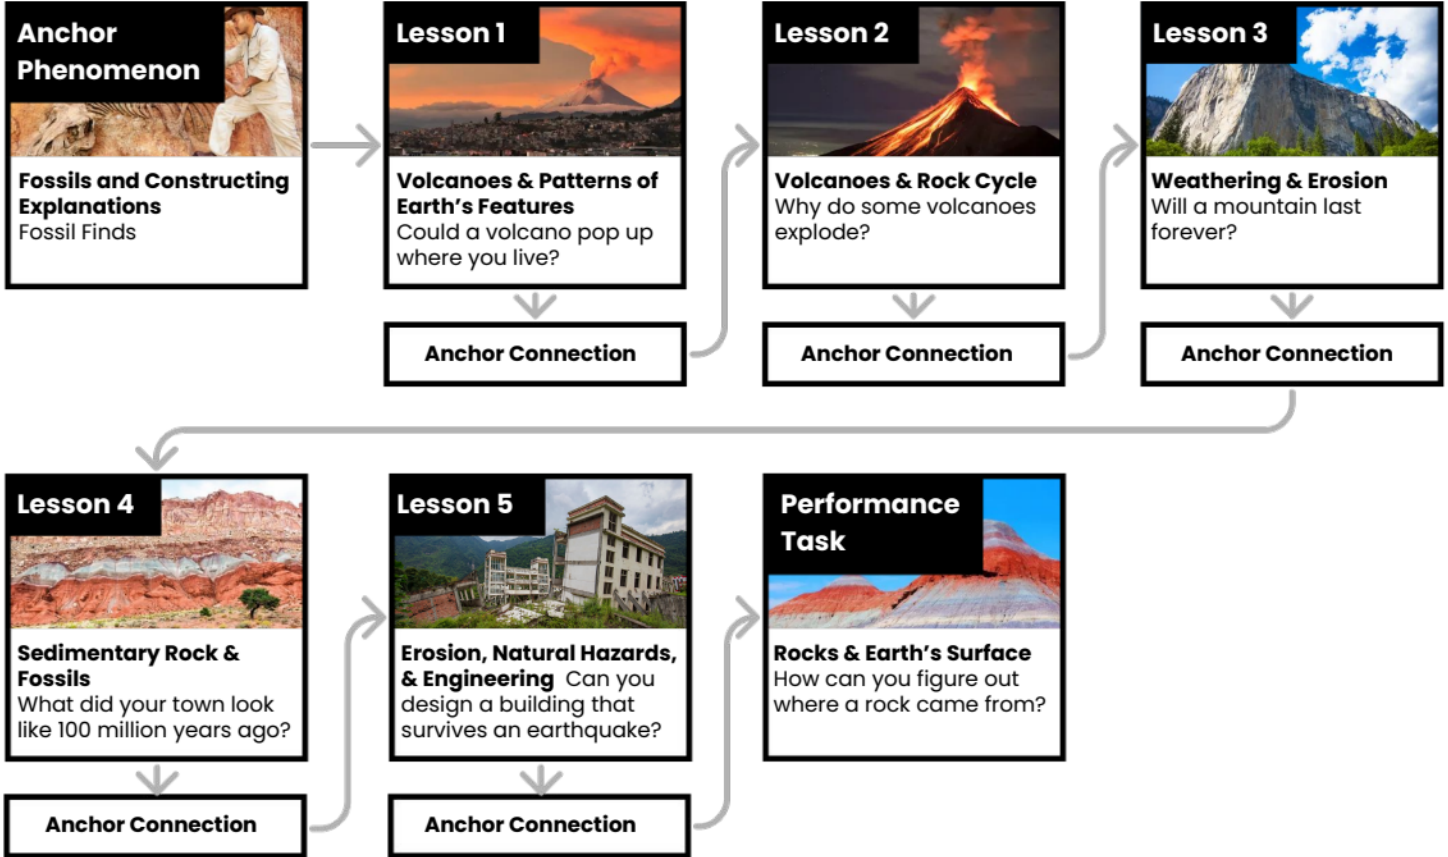 Anchor
Phenomenon
Fossils and Constructing
Explanations
Fossil Finds
Lesson 1
Volcanoes & Patterns of
Earth’s Features
Could a volcano pop up
where you live?
Anchor Connection
Lesson 2
Volcanoes & Rock Cycle
Why do some volcanoes
explode?
Anchor Connection
Lesson 3
Weathering & Erosion
Will a mountain last
forever?
Anchor Connection
Lesson 4
Sedimentary Rock &
Fossils
What did your town look
like 100 million years ago?
Anchor Connection
Lesson 5
Erosion, Natural Hazards,
& Engineering Can you
design a building that
survives an earthquake?
Anchor Connection
Performance
Task
Rocks & Earth’s Surface
How can you figure out
where a rock came from?